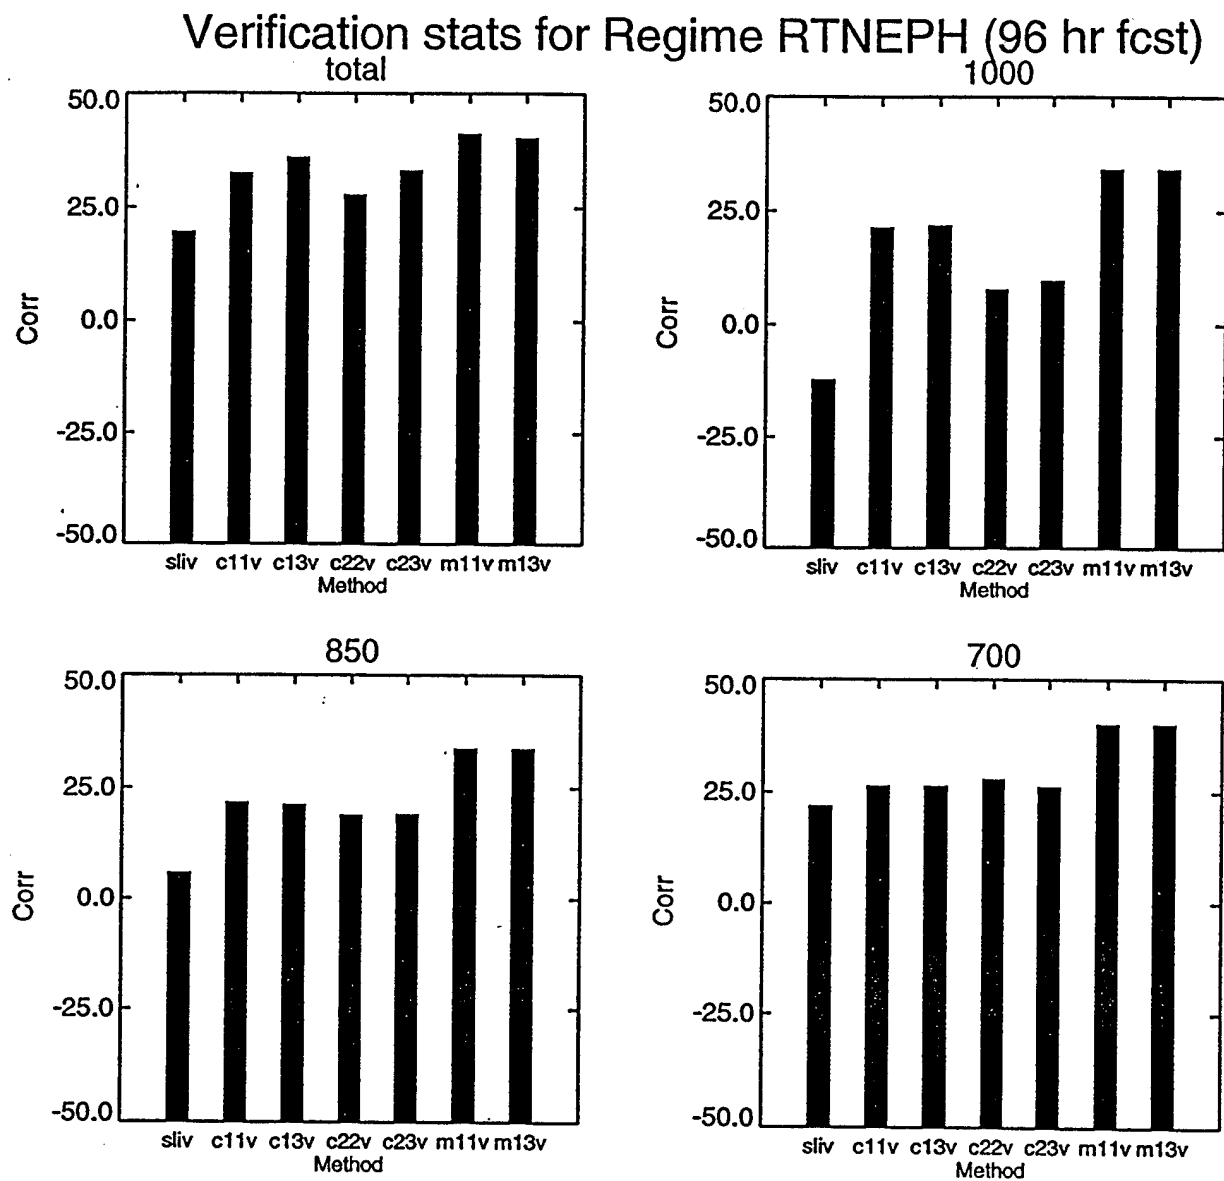 Verification stats for Regime RTNEPH (96 hr fcst)
total
50.0
25.0
0.0
-25.0
-50.0
Corr
sliv c11v c13v c22v c23v m11v m13v
Method
1000
50.0
25.0
0.0
-25.0
-50.0
Corr
sliv c11v c13v c22v c23v m11v m13v
Method
850
50.0
25.0
0.0
-25.0
-50.0
Corr
sliv c11v c13v c22v c23v m11v m13v
Method
700
50.0
25.0
0.0
-25.0
-50.0
Corr
sliv c11v c13v c22v c23v m11v m13v
Method